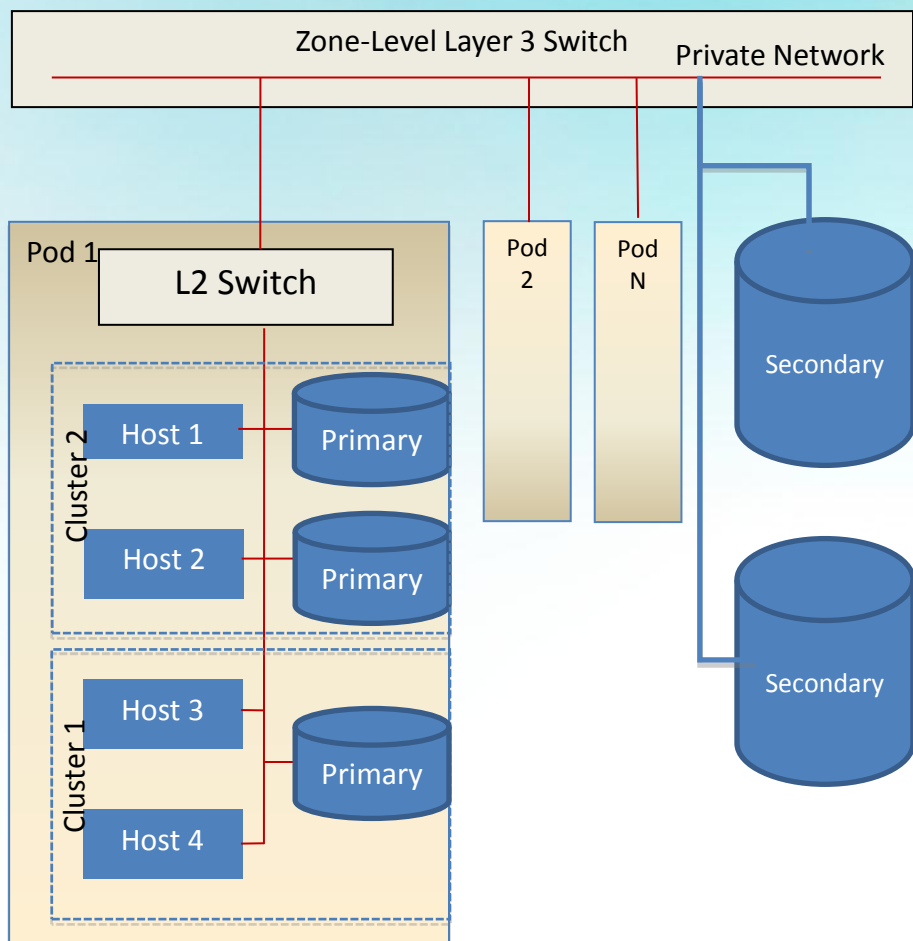 Zone-Level Layer 3 Switch
Private Network
Pod 1
L2 Switch
Cluster 2
Host 1
Primary
Host 2
Primary
Cluster 1
Host 3
Primary
Host 4
Pod
2
Pod
N
Secondary
Secondary